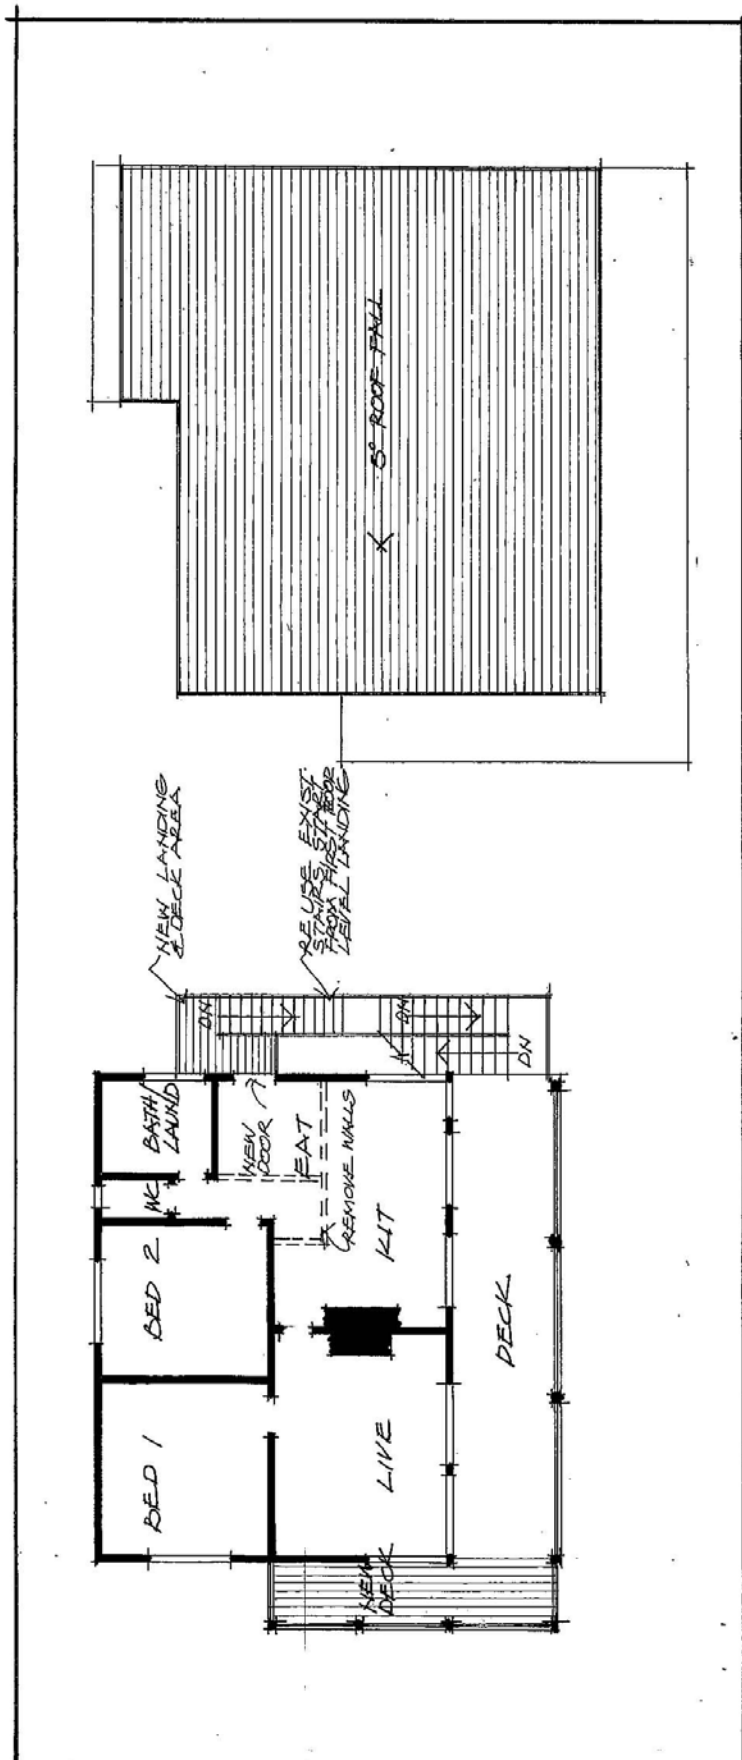 5° ROOF FALL
NEW LANDING
& DECK AREA
RE USE EXIST.
STAIRS, START
FROM FIRST FLOOR
LEVEL LANDING
DN
DN
DN
BATH/
LAUND
WC
NEW
DOOR
EAT
REMOVE WALLS
KIT
BED 2
BED 1
LIVE
DECK
NEW
DECK